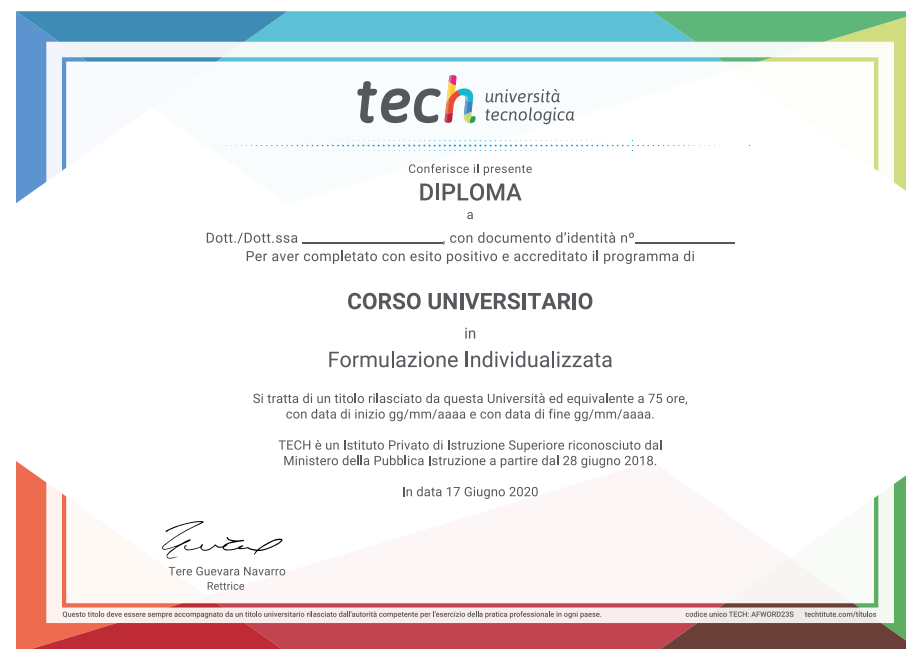 tech università
tecnologica
Conferisce il presente
DIPLOMA
a
Dott./Dott.ssa ____________________, con documento d'identità nº______________
Per aver completato con esito positivo e accreditato il programma di
CORSO UNIVERSITARIO
in
Formulazione Individualizzata
Si tratta di un titolo rilasciato da questa Università ed equivalente a 75 ore,
con data di inizio gg/mm/aaaa e con data di fine gg/mm/aaaa.
TECH è un Istituto Privato di Istruzione Superiore riconosciuto dal
Ministero della Pubblica Istruzione a partire dal 28 giugno 2018.
In data 17 Giugno 2020
Tere Guevara Navarro
Rettrice
Questo titolo deve essere sempre accompagnato da un titolo universitario rilasciato dall'autorità competente per l'esercizio della pratica professionale in ogni paese. codice unico TECH: AFWORD23S techtitute.com/titulos